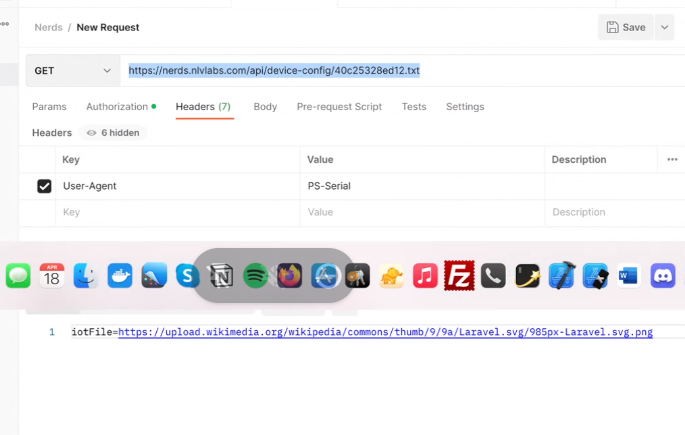 Nerds / New Request
Save
GET
https://nerds.nlvlabs.com/api/device-config/40c25328ed12.txt
Params Authorization Headers (7) Body Pre-request Script Tests Settings
Headers 6 hidden
Key Value Description
User-Agent PS-Serial
Key Value Description
APR
18
S
N
Fz
W
1 iotFile=https://upload.wikimedia.org/wikipedia/commons/thumb/9/9a/Laravel.svg/985px-Laravel.svg.png